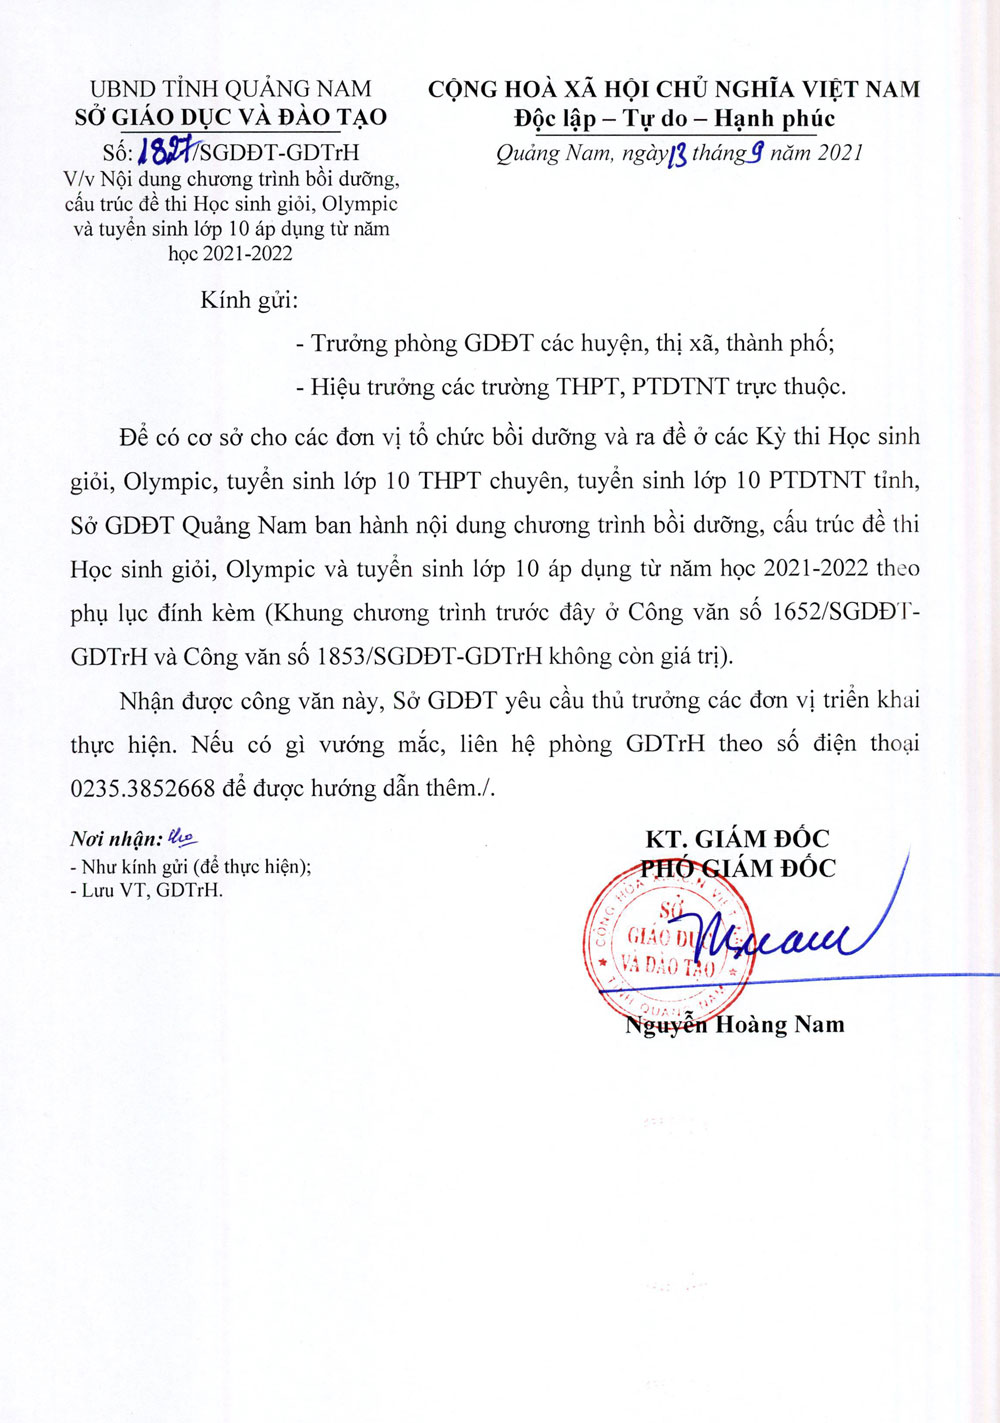 UBND TỈNH QUẢNG NAM
SỞ GIÁO DỤC VÀ ĐÀO TẠO
Số: 1827/SGDĐT-GDTrH
V/v Nội dung chương trình bồi dưỡng,
cấu trúc đề thi Học sinh giỏi, Olympic
và tuyển sinh lớp 10 áp dụng từ năm
học 2021-2022
CỘNG HOÀ XÃ HỘI CHỦ NGHĨA VIỆT NAM
Độc lập – Tự do – Hạnh phúc
Quảng Nam, ngày 13 tháng 9 năm 2021
Kính gửi:
- Trưởng phòng GDĐT các huyện, thị xã, thành phố;
- Hiệu trưởng các trường THPT, PTDTNT trực thuộc.
Để có cơ sở cho các đơn vị tổ chức bồi dưỡng và ra đề ở các Kỳ thi Học sinh
giỏi, Olympic, tuyển sinh lớp 10 THPT chuyên, tuyển sinh lớp 10 PTDTNT tỉnh,
Sở GDĐT Quảng Nam ban hành nội dung chương trình bồi dưỡng, cấu trúc đề thi
Học sinh giỏi, Olympic và tuyển sinh lớp 10 áp dụng từ năm học 2021-2022 theo
phụ lục đính kèm (Khung chương trình trước đây ở Công văn số 1652/SGDĐT-
GDTrH và Công văn số 1853/SGDĐT-GDTrH không còn giá trị).
Nhận được công văn này, Sở GDĐT yêu cầu thủ trưởng các đơn vị triển khai
thực hiện. Nếu có gì vướng mắc, liên hệ phòng GDTrH theo số điện thoại
0235.3852668 để được hướng dẫn thêm./.
Nơi nhận:
- Như kính gửi (để thực hiện);
- Lưu VT, GDTrH.
KT. GIÁM ĐỐC
PHÓ GIÁM ĐỐC
SỞ
GIÁO DỤC
VÀ ĐÀO TẠO
TỈNH QUẢNG NAM
Nguyễn Hoàng Nam